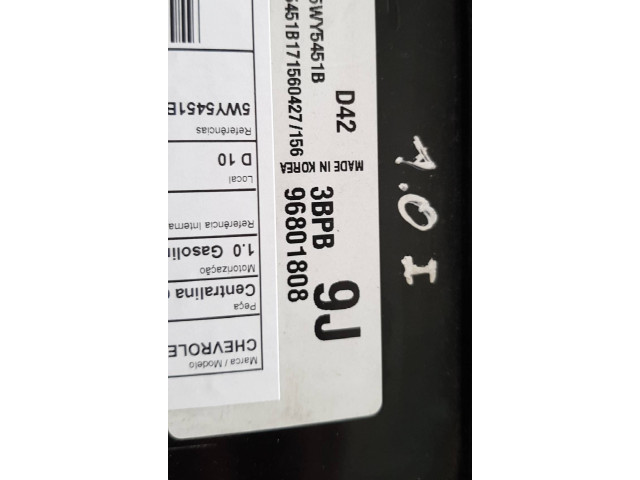 5WY5451B
5451B171560427/156
D42
MADE IN KOREA
3BPB
96801808
9J
1.0 I
Marca / Modelo
CHEVROLE
Peça
Centralina
Motorização
1.0 Gasolin
Referência Interna
Local
D 10
Referências
5WY5451B